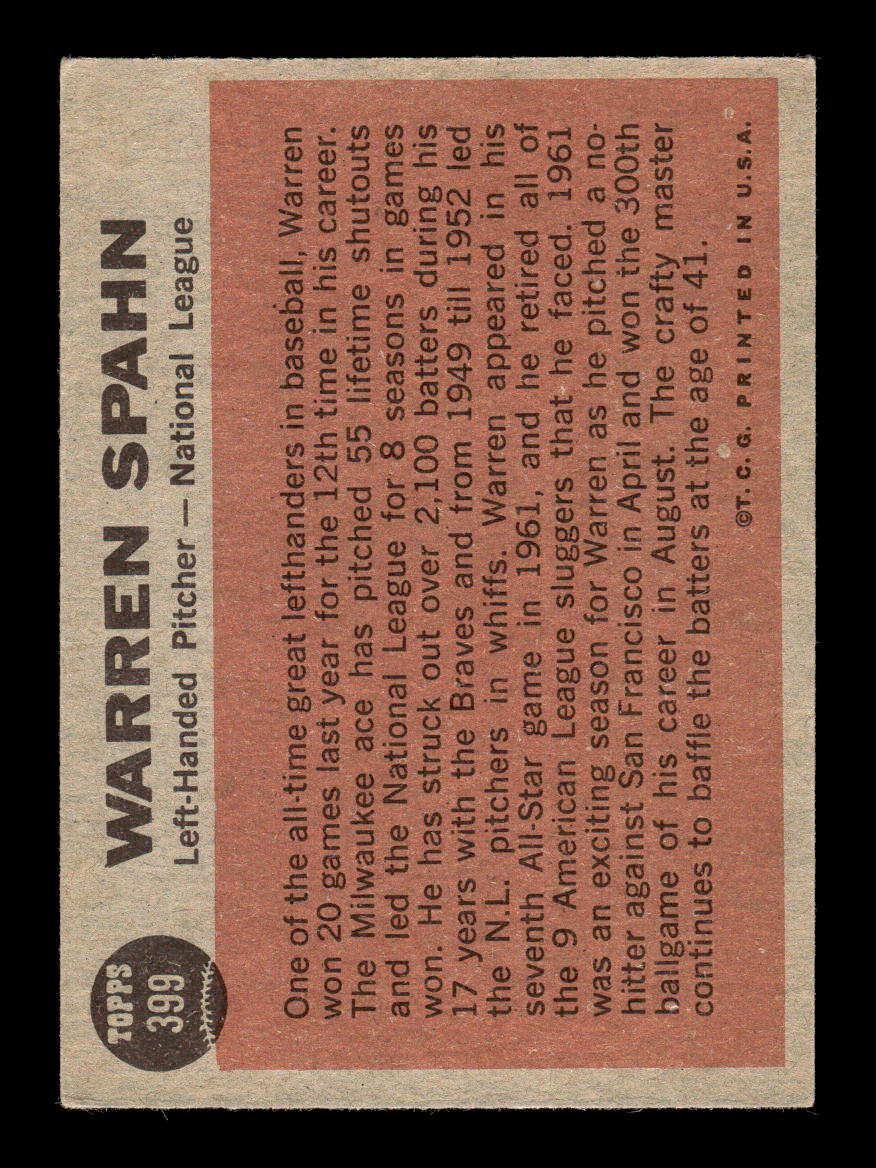 TOPPS
399
WARREN SPAHN
Left-Handed Pitcher — National League
One of the all-time great lefthanders in baseball, Warren
won 20 games last year for the 12th time in his career.
The Milwaukee ace has pitched 55 lifetime shutouts
and led the National League for 8 seasons in games
won. He has struck out over 2,100 batters during his
17 years with the Braves and from 1949 till 1952 led
the N.L. pitchers in whiffs. Warren appeared in his
seventh All-Star game in 1961, and he retired all of
the 9 American League sluggers that he faced. 1961
was an exciting season for Warren as he pitched a no-
hitter against San Francisco in April and won the 300th
ballgame of his career in August. The crafty master
continues to baffle the batters at the age of 41.
©T. C. G. PRINTED IN U.S.A.